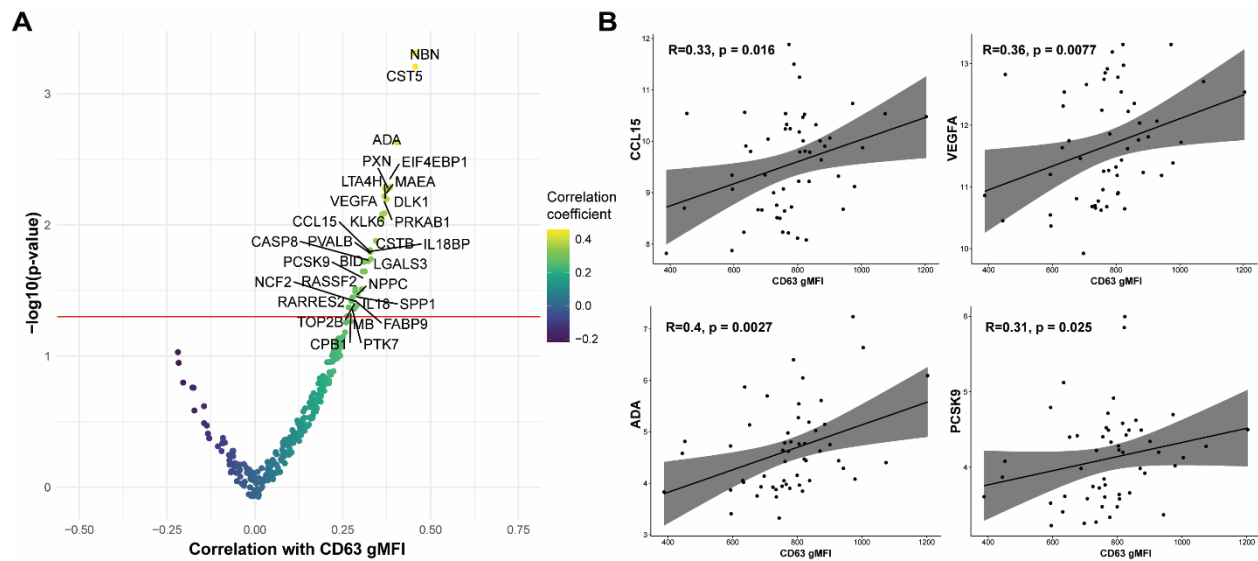 A
B
NBN
CST5
3
ADA
PXN
EIF4EBP1
LTA4H
MAEA
VEGFA
DLK1
CCL15
KLK6
PRKAB1
2
CASP8
PVALB
CSTB
IL18BP
PCSK9
BID
LGALS3
NCF2
RASSF2
NPPC
RARRES2
IL18
SPP1
TOP2B
MB
FABP9
CPB1
PTK7
1
0
−log10(p-value)
−0.50
−0.25
0.00
0.25
0.50
0.75
Correlation with CD63 gMFI
Correlation
coefficient
0.4
0.2
0.0
−0.2
R=0.33, p = 0.016
12
11
10
9
8
CCL15
400
600
800
1000
1200
CD63 gMFI
R=0.36, p = 0.0077
13
12
11
10
VEGFA
400
600
800
1000
1200
CD63 gMFI
R=0.4, p = 0.0027
7
6
5
4
3
ADA
400
600
800
1000
1200
CD63 gMFI
R=0.31, p = 0.025
6
5
4
PCSK9
400
600
800
1000
1200
CD63 gMFI